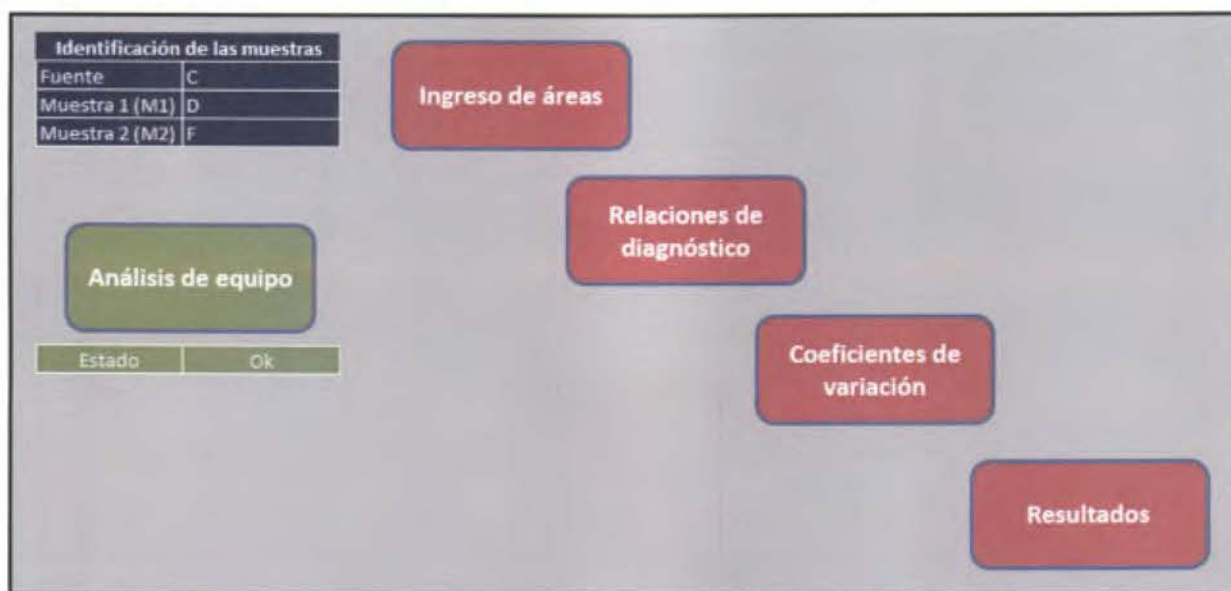 Identificación de las muestras
Fuente C
Muestra 1 (M1) D
Muestra 2 (M2) F
Ingreso de áreas
Relaciones de
diagnóstico
Análisis de equipo
Estado Ok
Coeficientes de
variación
Resultados